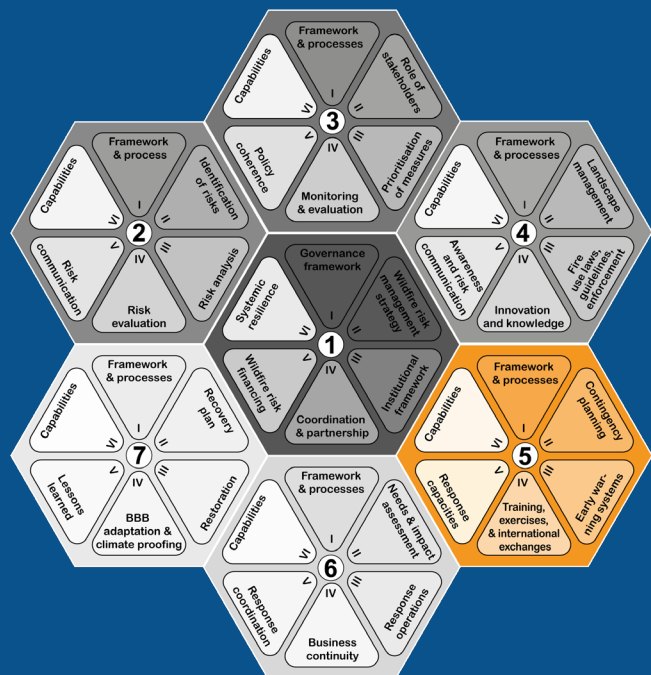 Framework
& processes
Role of
stakeholders
Prioritisation
of measures
Monitoring
& evaluation
Policy
coherence
Capabilities
I
II
III
IV
V
VI
3
Framework
& process
Identification
of risks
Risk analysis
Risk
evaluation
Risk
communication
Capabilities
I
II
III
IV
V
VI
2
Framework
& processes
Landscape
management
Fire
use laws,
guidelines,
enforcement
Innovation
and knowledge
Awareness
and risk
communication
Capabilities
I
II
III
IV
V
VI
4
Governance
framework
Wildfire risk
management
strategy
Institutional
framework
Coordination
& partnership
Wildfire risk
financing
Systemic
resilience
I
II
III
IV
V
VI
1
Framework
& processes
Recovery
plan
Restoration
BBB
adaptation &
climate proofing
Lessons
learned
Capabilities
I
II
III
IV
V
VI
7
Framework
& processes
Contingency
planning
Early war-
ning systems
Training,
exercises,
& international
exchanges
Response
capacities
Capabilities
I
II
III
IV
V
VI
5
Framework
& processes
Needs & impact
assessment
Response
operations
Business
continuity
Response
coordination
Capabilities
I
II
III
IV
V
VI
6